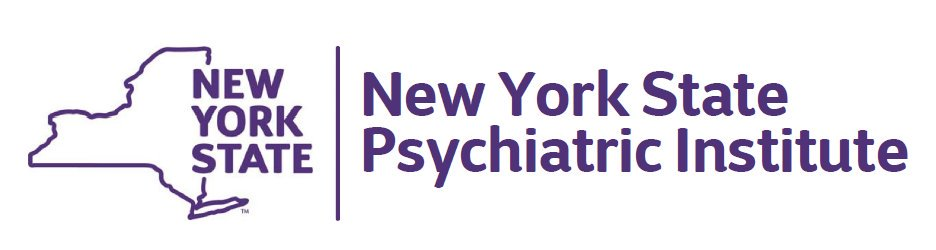 NEW
YORK
STATE
™
New York State
Psychiatric Institute